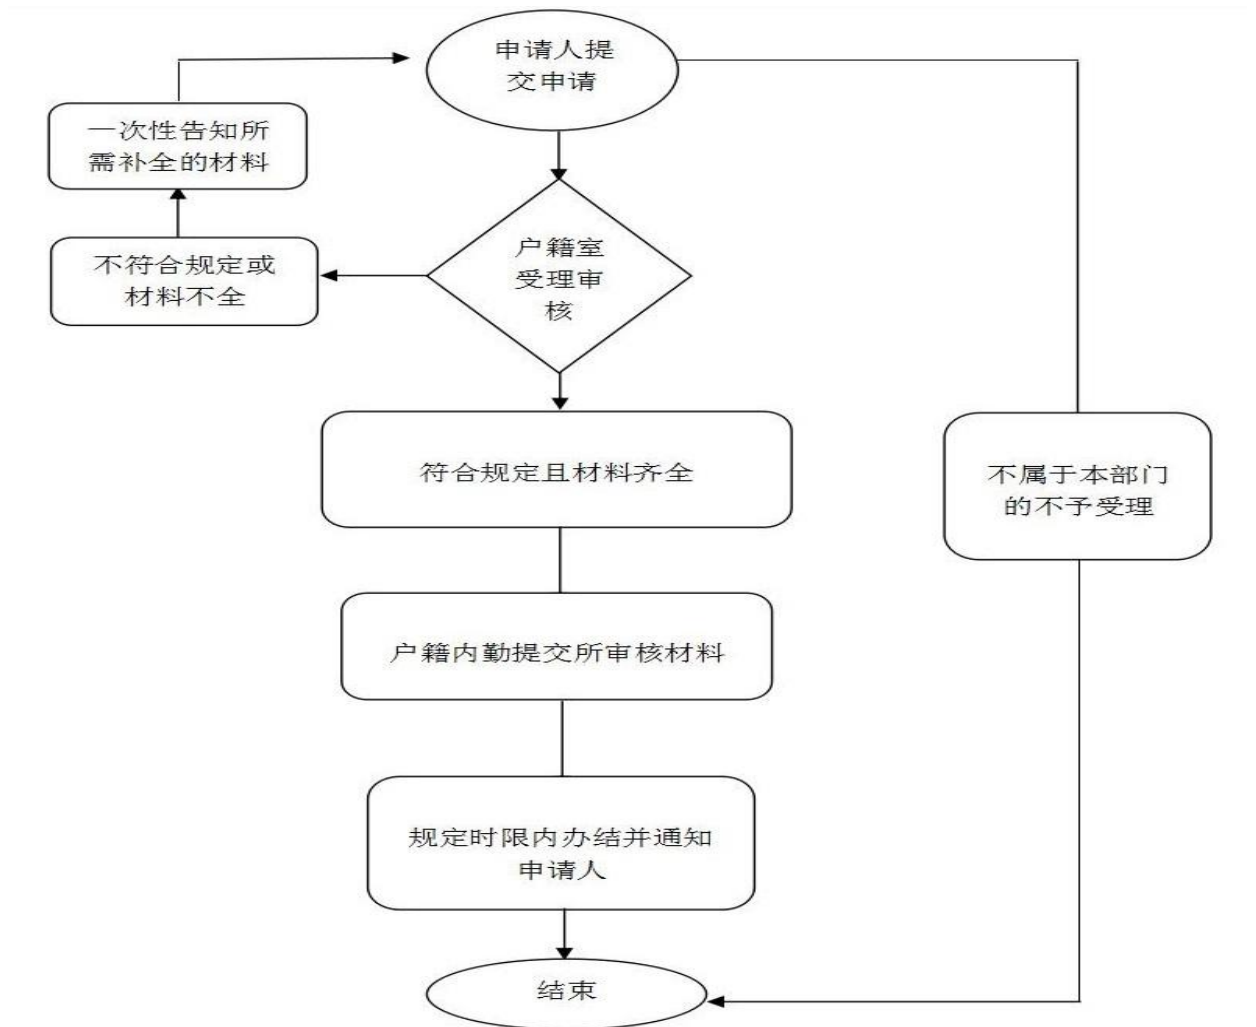 申请人提
交申请
一次性告知所
需补全的材料
不符合规定或
材料不全
户籍室
受理审
核
符合规定且材料齐全
不属于本部门
的不予受理
户籍内勤提交所审核材料
规定时限内办结并通知
申请人
结束